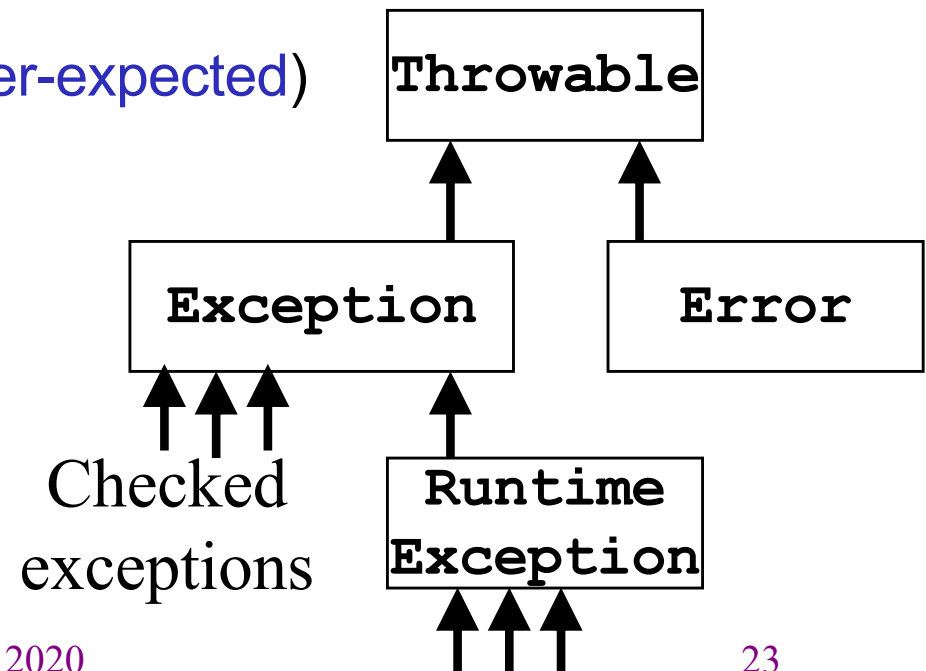 er-expected)
Throwable
Exception
Error
Checked
exceptions
Runtime
Exception
2020
23